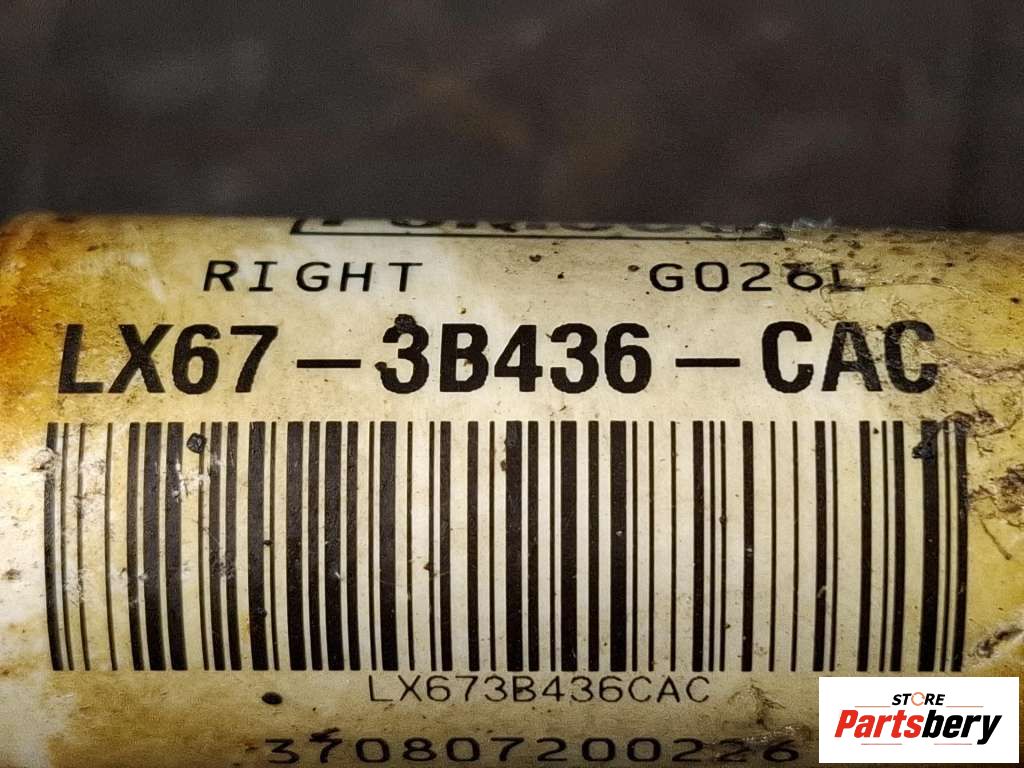 RIGHT G026L
LX67-3B436-CAC
LX673B436CAC
370807200226
STORE
Partsbery